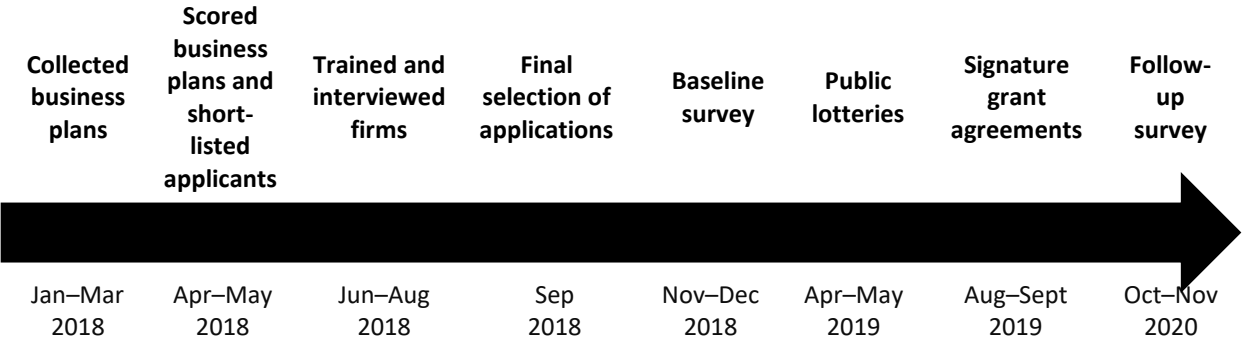 Collected
business
plans
Scored
business
plans and
short-
listed
applicants
Trained and
interviewed
firms
Final
selection of
applications
Baseline
survey
Public
lotteries
Signature
grant
agreements
Follow-
up
survey
Jan–Mar
2018
Apr–May
2018
Jun–Aug
2018
Sep
2018
Nov–Dec
2018
Apr–May
2019
Aug–Sept
2019
Oct–Nov
2020